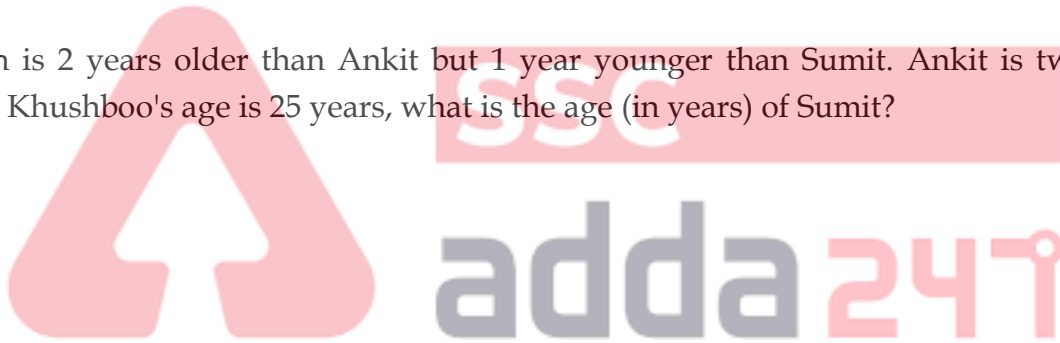 is 2 years older than Ankit but 1 year younger than Sumit. Ankit is
Khushboo's age is 25 years, what is the age (in years) of Sumit?
SSC
adda 247